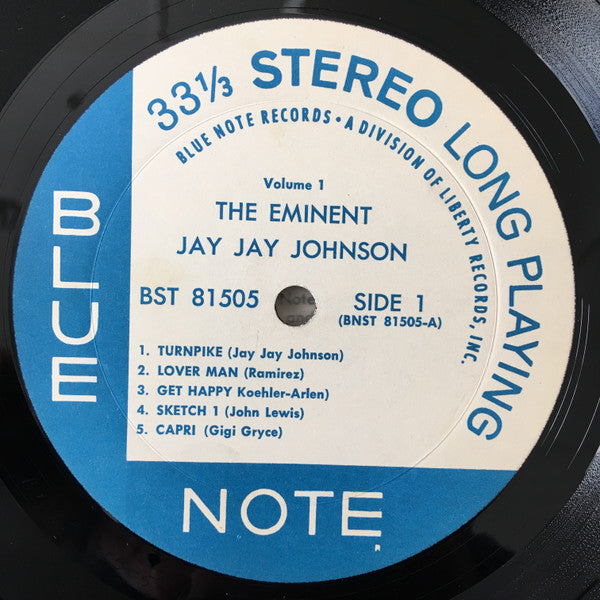 33⅓ STEREO LONG PLAYING
BLUE NOTE RECORDS • A DIVISION OF LIBERTY RECORDS, INC.
Volume 1
THE EMINENT
JAY JAY JOHNSON
BST 81505
SIDE 1
(BNST 81505-A)
1. TURNPIKE (Jay Jay Johnson)
2. LOVER MAN (Ramirez)
3. GET HAPPY Koehler-Arlen)
4. SKETCH 1 (John Lewis)
5. CAPRI (Gigi Gryce)
BLUE
NOTE
R
Note